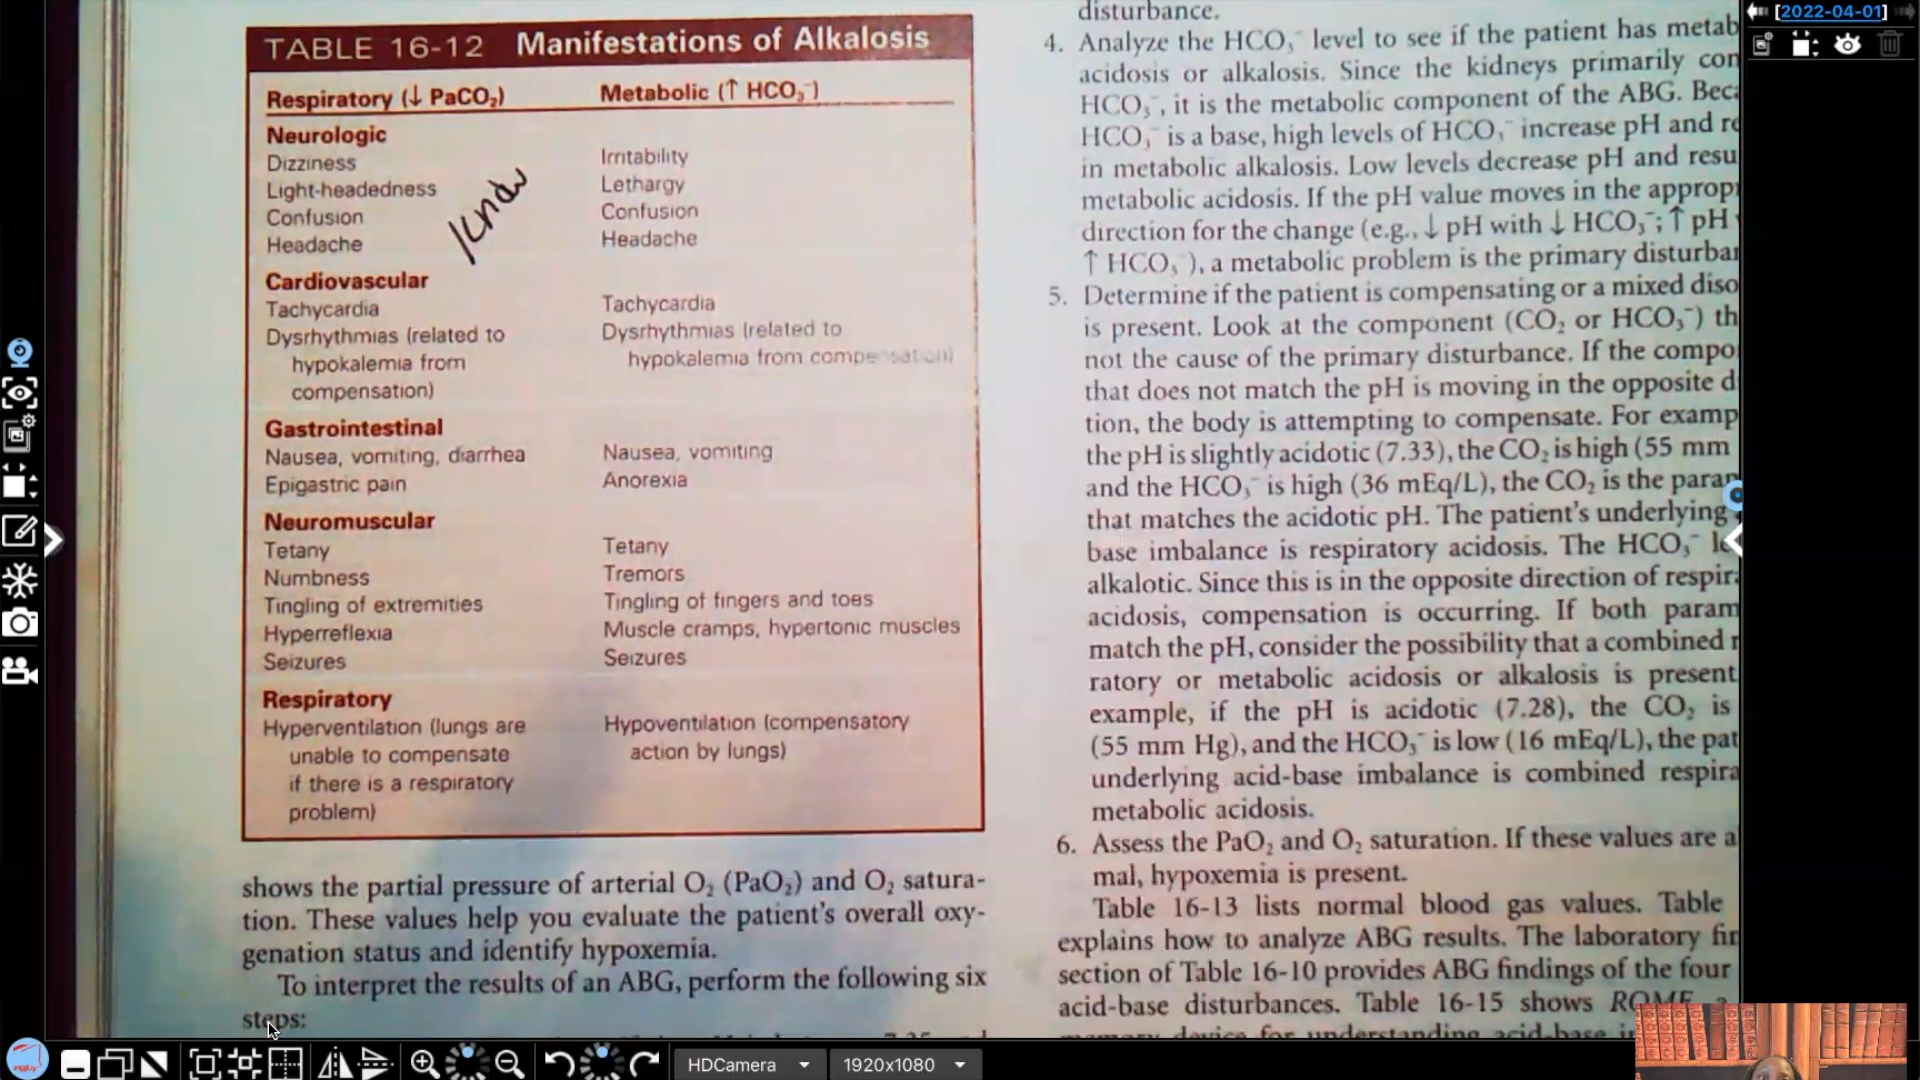 TABLE 16-12 Manifestations of Alkalosis
Respiratory (↓ PaCO₂) Metabolic (↑ HCO₃⁻)
Neurologic
Dizziness Irritability
Light-headedness Lethargy
Confusion Confusion
Headache Headache
Know
Cardiovascular
Tachycardia Tachycardia
Dysrhythmias (related to Dysrhythmias (related to
hypokalemia from hypokalemia from compensation)
compensation)
Gastrointestinal
Nausea, vomiting, diarrhea Nausea, vomiting
Epigastric pain Anorexia
Neuromuscular
Tetany Tetany
Numbness Tremors
Tingling of extremities Tingling of fingers and toes
Hyperreflexia Muscle cramps, hypertonic muscles
Seizures Seizures
Respiratory
Hyperventilation (lungs are Hypoventilation (compensatory
unable to compensate action by lungs)
if there is a respiratory
problem)
shows the partial pressure of arterial O₂ (PaO₂) and O₂ satura-
tion. These values help you evaluate the patient's overall oxy-
genation status and identify hypoxemia.
To interpret the results of an ABG, perform the following six
steps:
disturbance.
4. Analyze the HCO₃⁻ level to see if the patient has metab
acidosis or alkalosis. Since the kidneys primarily con
HCO₃⁻, it is the metabolic component of the ABG. Beca
HCO₃⁻ is a base, high levels of HCO₃⁻ increase pH and re
in metabolic alkalosis. Low levels decrease pH and resu
metabolic acidosis. If the pH value moves in the appropr
direction for the change (e.g., ↓ pH with ↓ HCO₃⁻; ↑ pH
↑ HCO₃⁻), a metabolic problem is the primary disturban
5. Determine if the patient is compensating or a mixed diso
is present. Look at the component (CO₂ or HCO₃⁻) th
not the cause of the primary disturbance. If the compo
that does not match the pH is moving in the opposite d
tion, the body is attempting to compensate. For examp
the pH is slightly acidotic (7.33), the CO₂ is high (55 mm
and the HCO₃⁻ is high (36 mEq/L), the CO₂ is the param
that matches the acidotic pH. The patient's underlying
base imbalance is respiratory acidosis. The HCO₃⁻ le
alkalotic. Since this is in the opposite direction of respira
acidosis, compensation is occurring. If both param
match the pH, consider the possibility that a combined r
ratory or metabolic acidosis or alkalosis is present
example, if the pH is acidotic (7.28), the CO₂ is
(55 mm Hg), and the HCO₃⁻ is low (16 mEq/L), the pat
underlying acid-base imbalance is combined respira
metabolic acidosis.
6. Assess the PaO₂ and O₂ saturation. If these values are a
mal, hypoxemia is present.
Table 16-13 lists normal blood gas values. Table
explains how to analyze ABG results. The laboratory fin
section of Table 16-10 provides ABG findings of the four
acid-base disturbances. Table 16-15 shows ROME, a
memory device for understanding acid-base i
[2022-04-01]
HDCamera 1920x1080